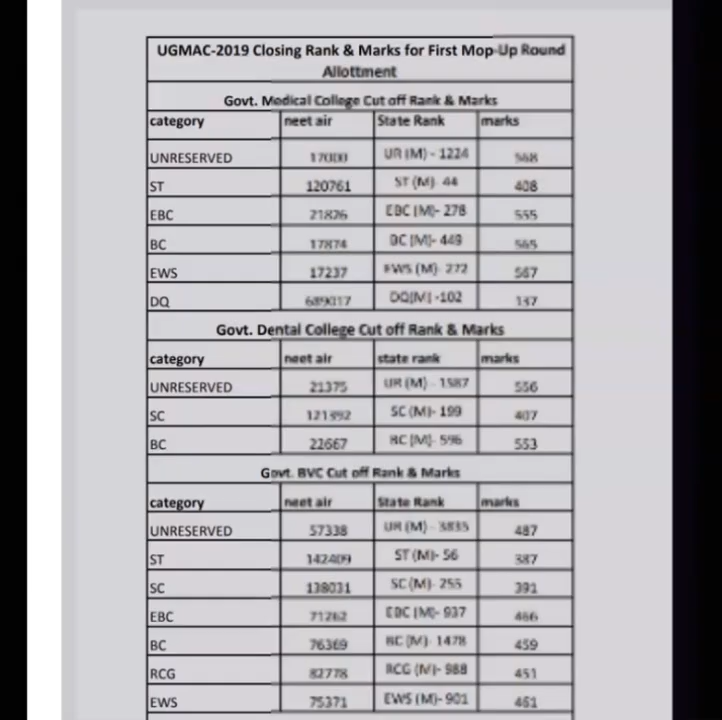 UGMAC-2019 Closing Rank & Marks for First Mop-Up Round
Allottment
Govt. Medical College Cut off Rank & Marks
category neet air State Rank marks
UNRESERVED 17000 UR (M) - 1224 568
ST 120761 ST (M)- 44 408
EBC 21826 EBC (M)- 278 555
BC 17874 BC (M)- 449 565
EWS 17237 EWS (M)- 272 567
DQ 689017 DQ(M) -102 137
Govt. Dental College Cut off Rank & Marks
category neet air state rank marks
UNRESERVED 21375 UR (M) - 1587 556
SC 121392 SC (M)- 199 407
BC 22667 BC (M)- 596 553
Govt. BVC Cut off Rank & Marks
category neet air State Rank marks
UNRESERVED 57338 UR (M) - 3835 487
ST 142409 ST (M)- 56 387
SC 138031 SC (M)- 255 391
EBC 71262 EBC (M)- 937 466
BC 76369 BC (M)- 1478 459
RCG 82778 RCG (M)- 988 451
EWS 75371 EWS (M)- 901 461